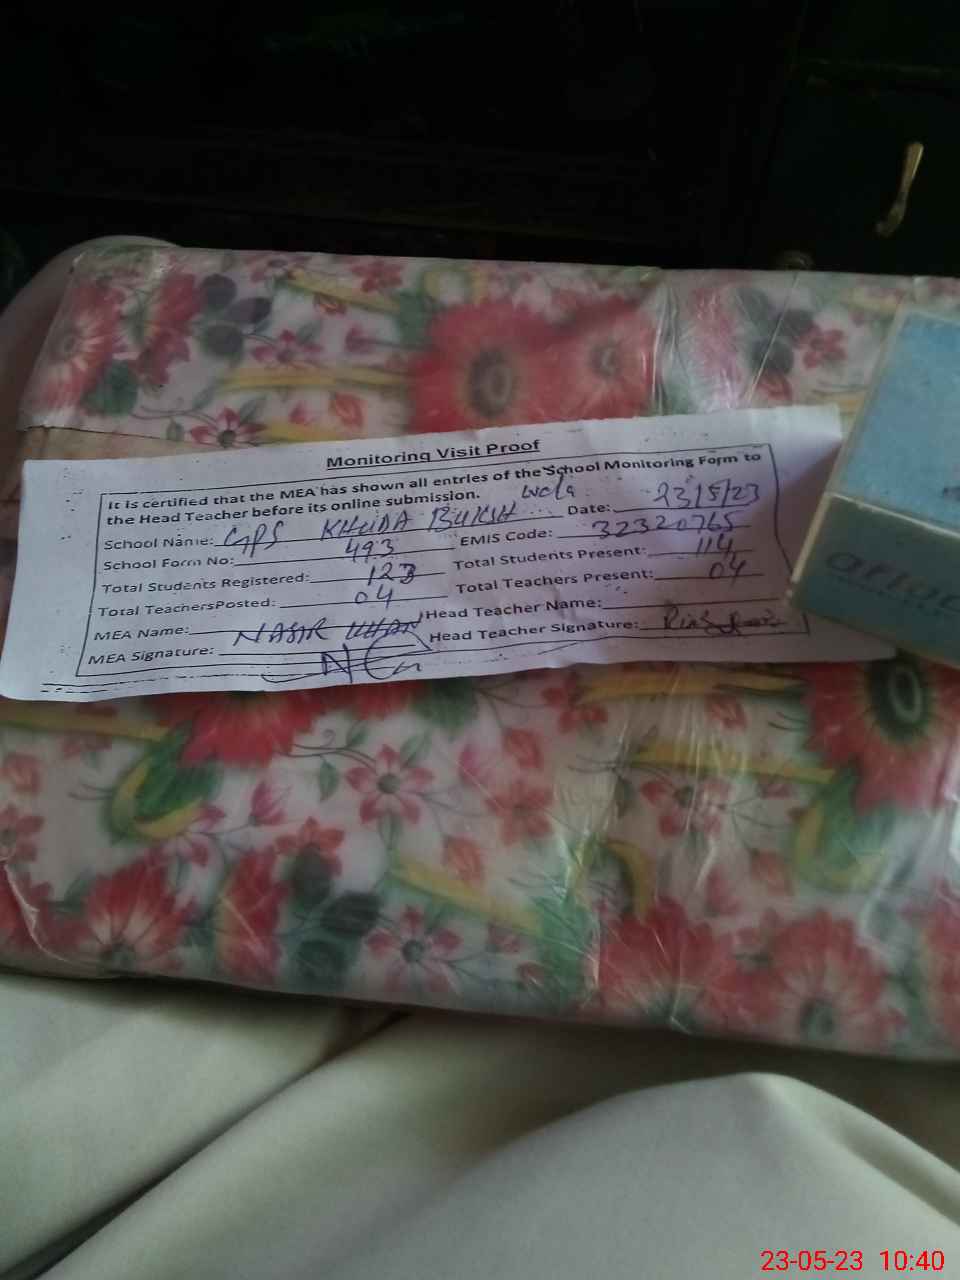 Monitoring Visit Proof
It is certified that the MEA has shown all entries of the School Monitoring Form to
the Head Teacher before its online submission.
School Name: GPS KHUDA BUKSH Wala Date: 23/5/23
School Form No: 493 EMIS Code: 32320765
Total Students Registered: 123 Total Students Present: 114
Total TeachersPosted: 04 Total Teachers Present: 04
MEA Name: NASIR KHAN Head Teacher Name:
MEA Signature: Head Teacher Signature:
23-05-23 10:40